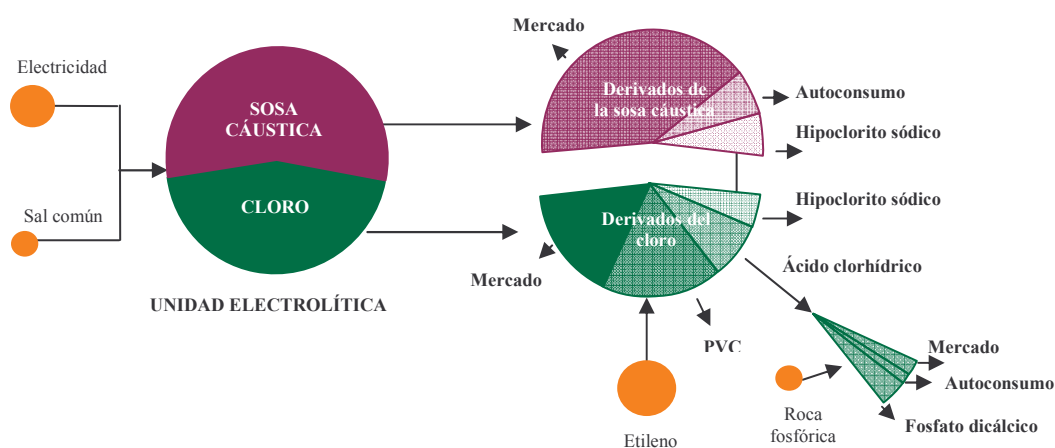 Electricidad
Sal común
SOSA
CÁUSTICA
CLORO
UNIDAD ELECTROLÍTICA
Mercado
Derivados de
la sosa cáustica
Autoconsumo
Hipoclorito sódico
Hipoclorito sódico
Derivados del
cloro
Mercado
Ácido clorhídrico
PVC
Etileno
Roca
fosfórica
Mercado
Autoconsumo
Fosfato dicálcico